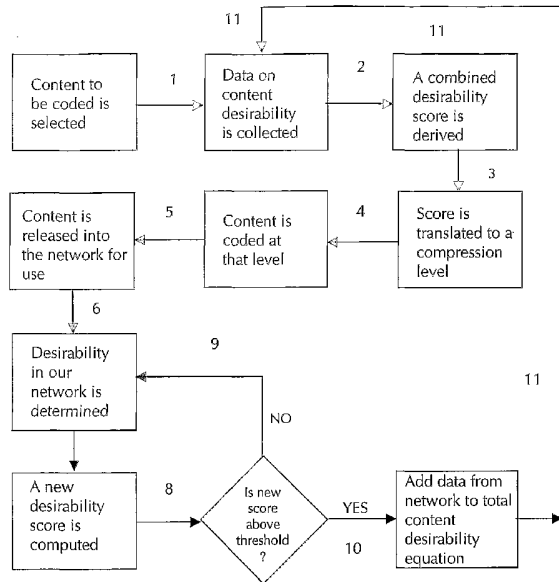 11
11
Content to
be coded is
selected
1
Data on
content
desirability
is collected
2
A combined
desirability
score is
derived
3
Content is
released into
the network for
use
5
Content is
coded at
that level
4
Score is
translated to a
compression
level
6
Desirability
in our
network is
determined
9
NO
11
A new
desirability
score is
computed
8
Is new
score
above
threshold
?
YES
10
Add data from
network to total
content
desirability
equation